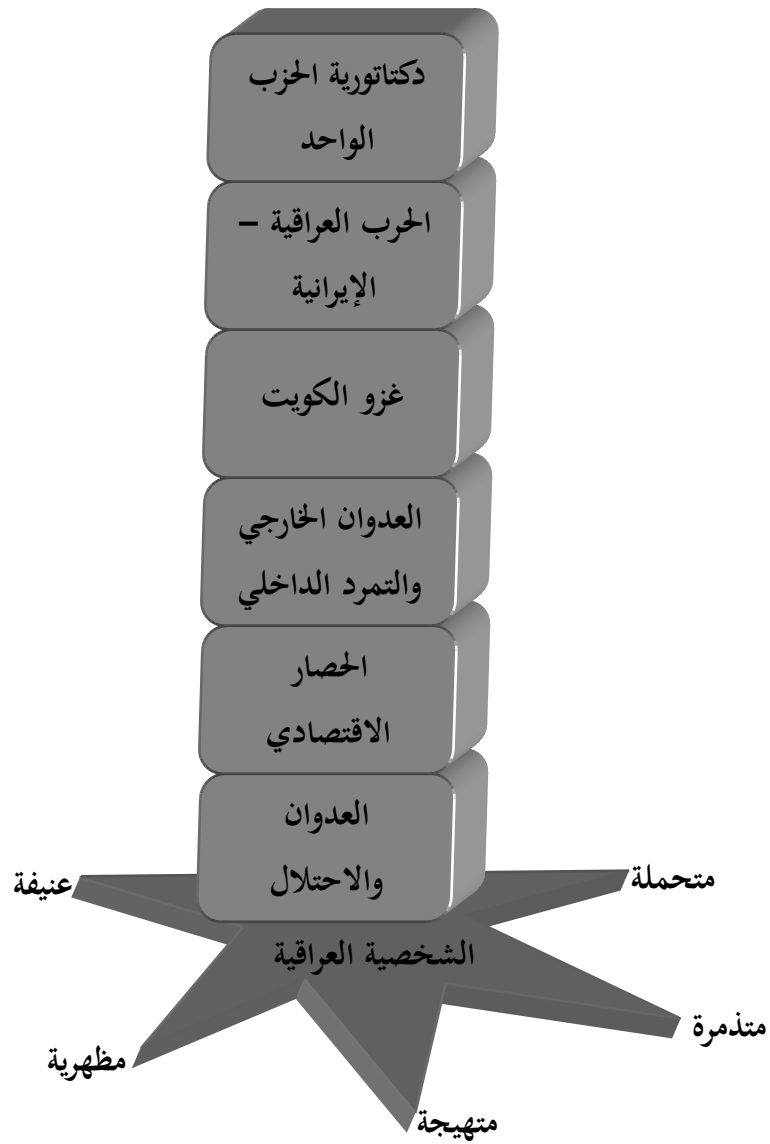 دكتاتورية الحزب
الواحد
الحرب العراقية –
الإيرانية
غزو الكويت
العدوان الخارجي
والتمرد الداخلي
الحصار
الاقتصادي
العدوان
والاحتلال
متحملة
عنيفة
الشخصية العراقية
متذمرة
مظهرية
متهيجة